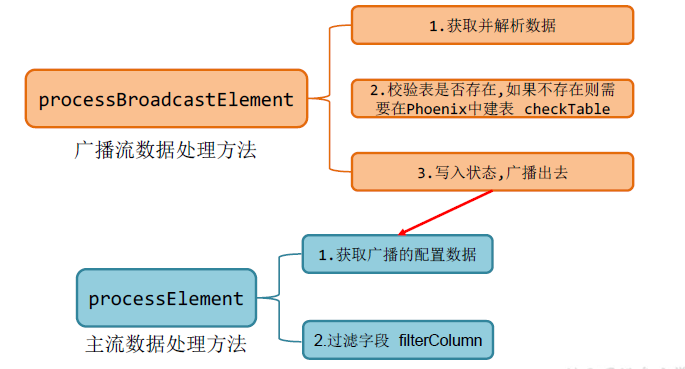 1.获取并解析数据
processBroadcastElement
2.校验表是否存在,如果不存在则需
要在Phoenix中建表 checkTable
广播流数据处理方法
3.写入状态,广播出去
1.获取广播的配置数据
processElement
主流数据处理方法
2.过滤字段 filterColumn